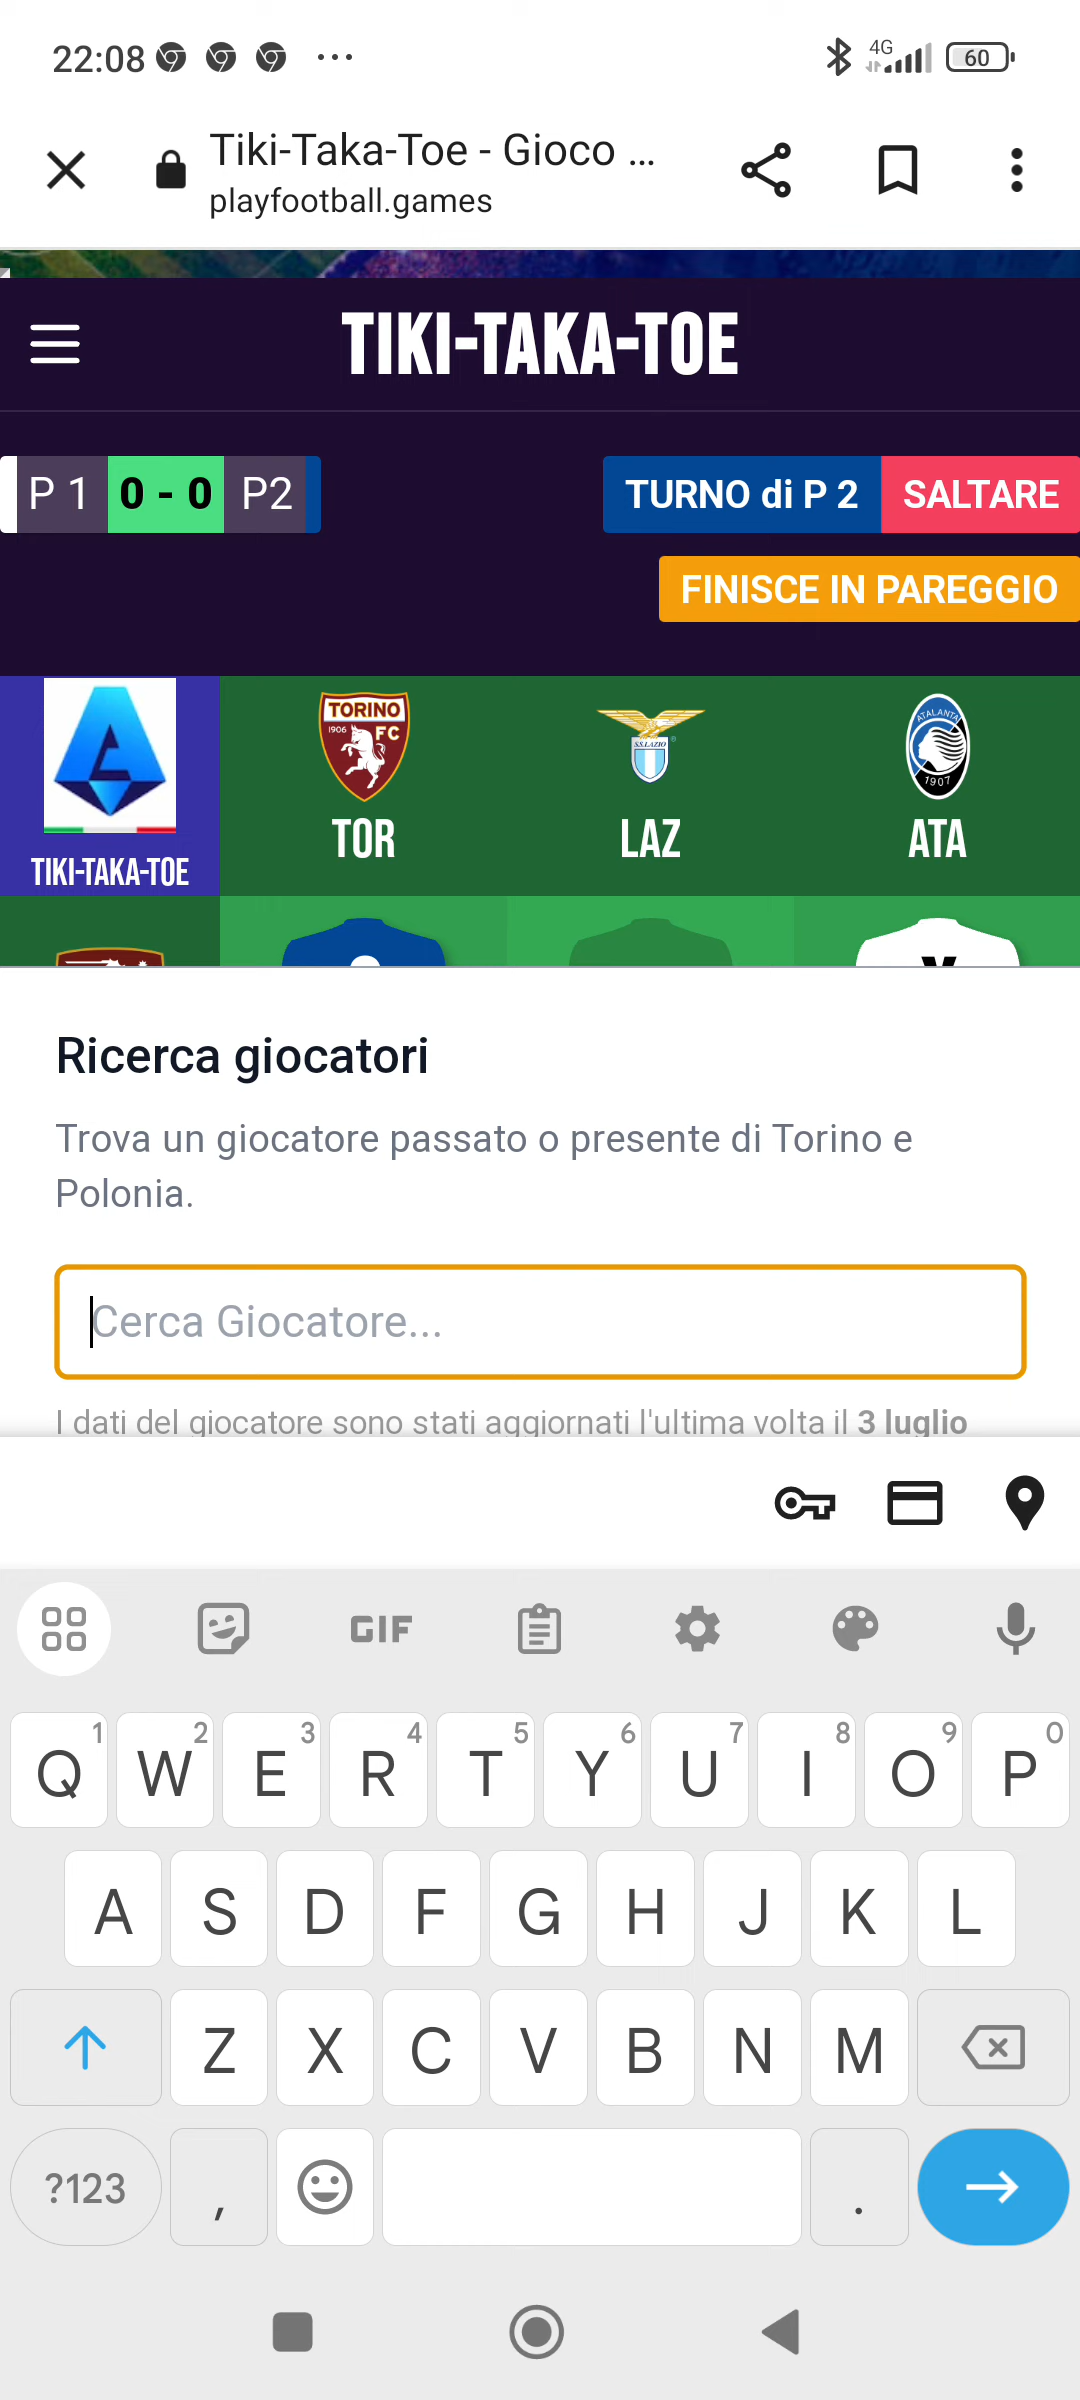 22:08
4G
60
Tiki-Taka-Toe - Gioco ...
playfootball.games
TIKI-TAKA-TOE
P 1 0 - 0 P2
TURNO di P 2 SALTARE
FINISCE IN PAREGGIO
TORINO
1906 FC
S.S.LAZIO
ATALANTA
1907
TIKI-TAKA-TOE
TOR LAZ ATA
Ricerca giocatori
Trova un giocatore passato o presente di Torino e
Polonia.
Cerca Giocatore...
I dati del giocatore sono stati aggiornati l'ultima volta il 3 luglio
GIF
1 2 3 4 5 6 7 8 9 0
Q W E R T Y U I O P
A S D F G H J K L
Z X C V B N M
?123 , .